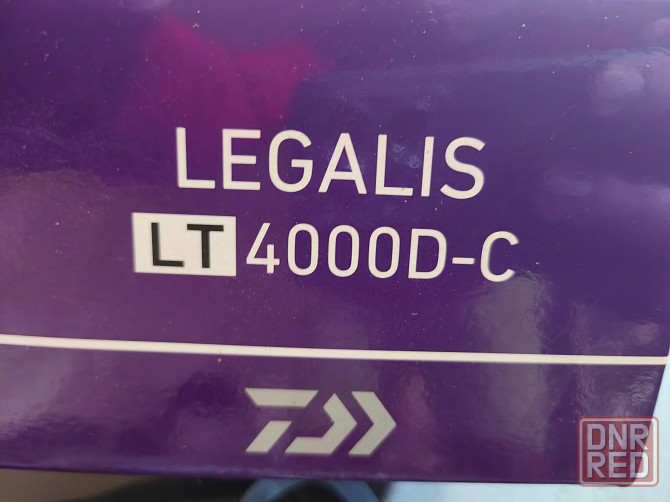 LEGALIS
LT 4000D-C
DNR
RED